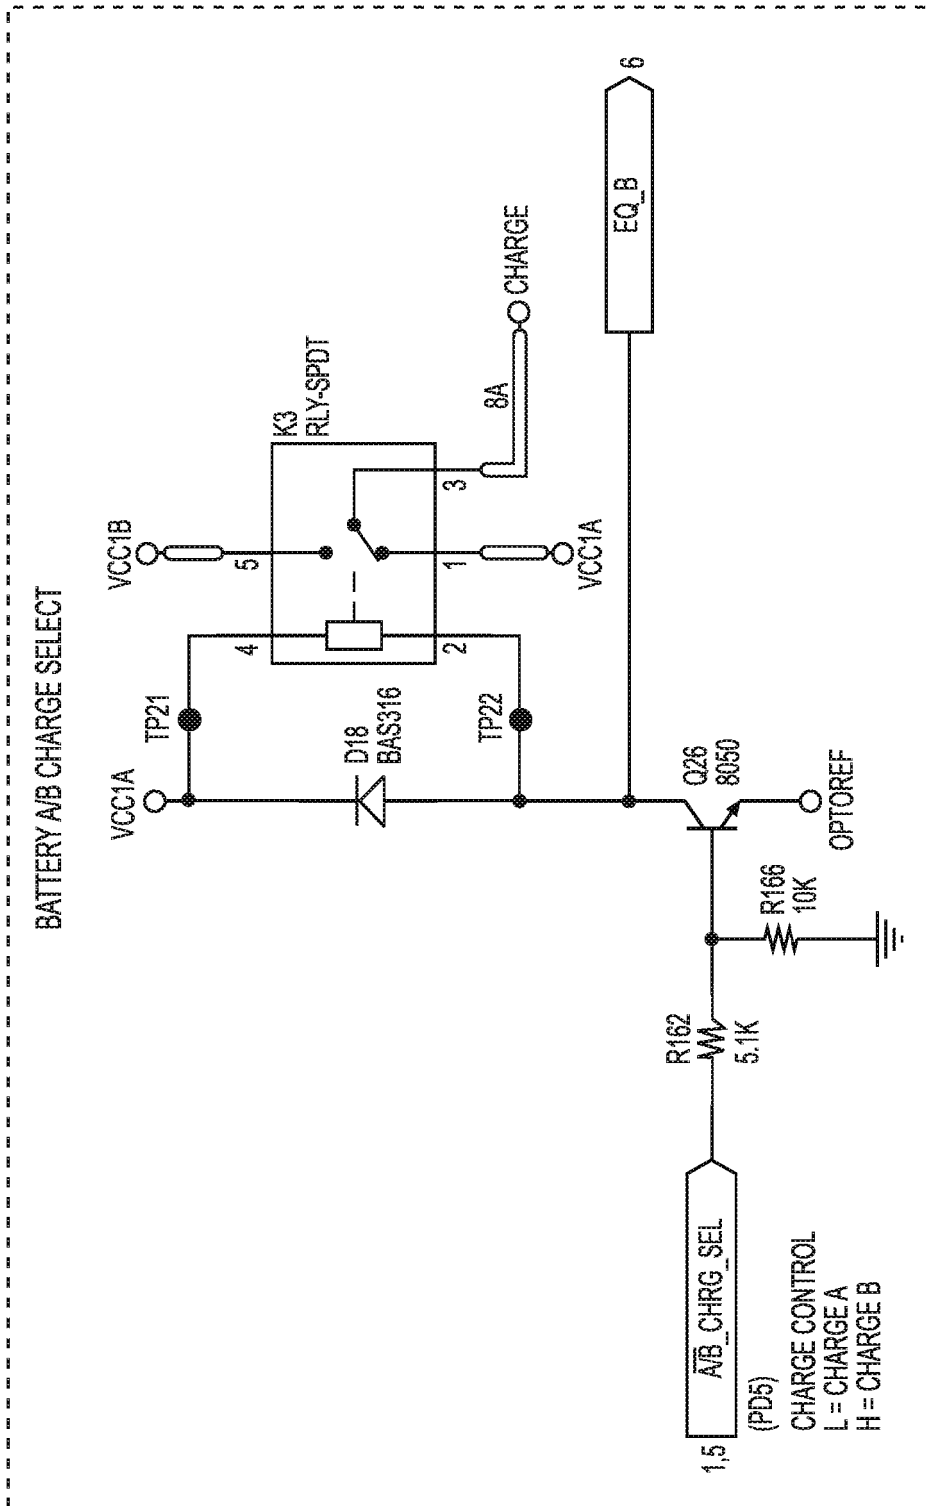 BATTERY A/B CHARGE SELECT
VCC1A
TP21
VCC1B
4
5
K3
RLY-SPDT
D18
BAS316
2
1
3
8A
CHARGE
TP22
VCC1A
EQ_B
6
Q26
8050
OPTOREF
R162
5.1K
R166
10K
1,5
A/B_CHRG_SEL
(PD5)
CHARGE CONTROL
L = CHARGE A
H = CHARGE B